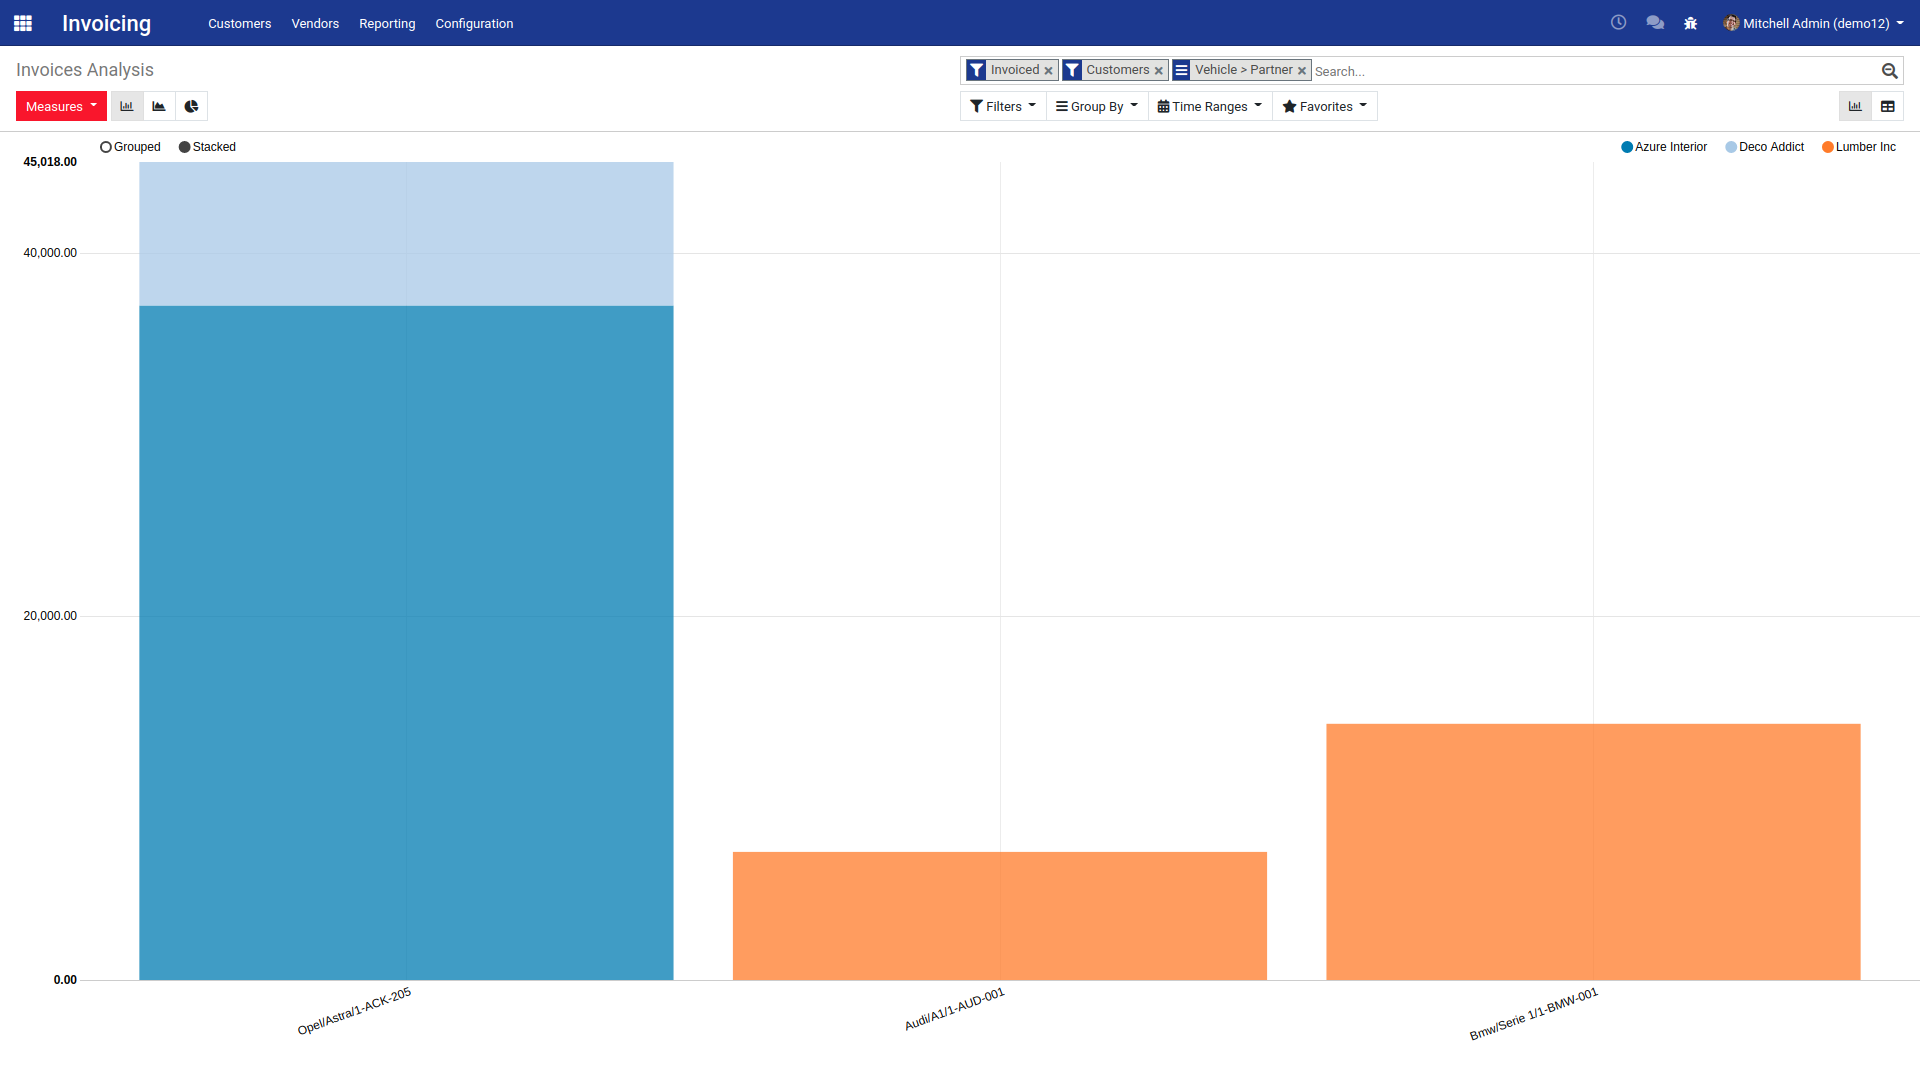 Invoicing
Customers Vendors Reporting Configuration
Mitchell Admin (demo12)
Invoices Analysis
Invoiced Customers Vehicle > Partner Search...
Measures
Filters Group By Time Ranges Favorites
Grouped Stacked
Azure Interior Deco Addict Lumber Inc
45,018.00
40,000.00
20,000.00
0.00
Opel/Astra/1-ACK-205
Audi/A1/1-AUD-001
Bmw/Serie 1/1-BMW-001